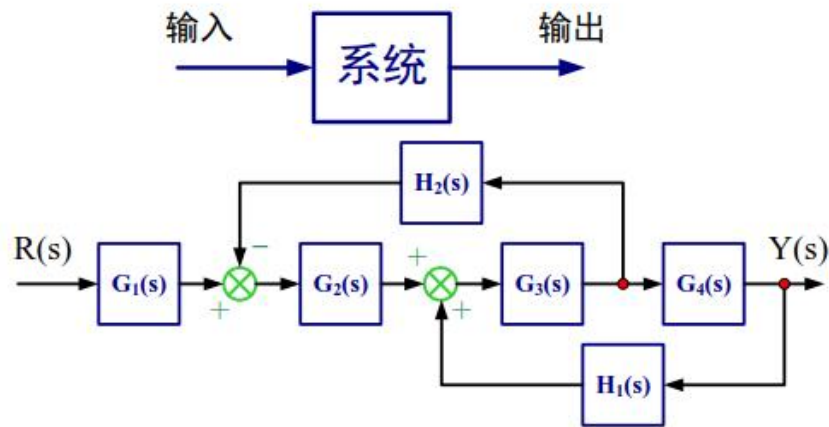 输入
系统
输出
H₂(s)
−
R(s)
G₁(s)
+
G₂(s)
+
+
G₃(s)
G₄(s)
Y(s)
H₁(s)